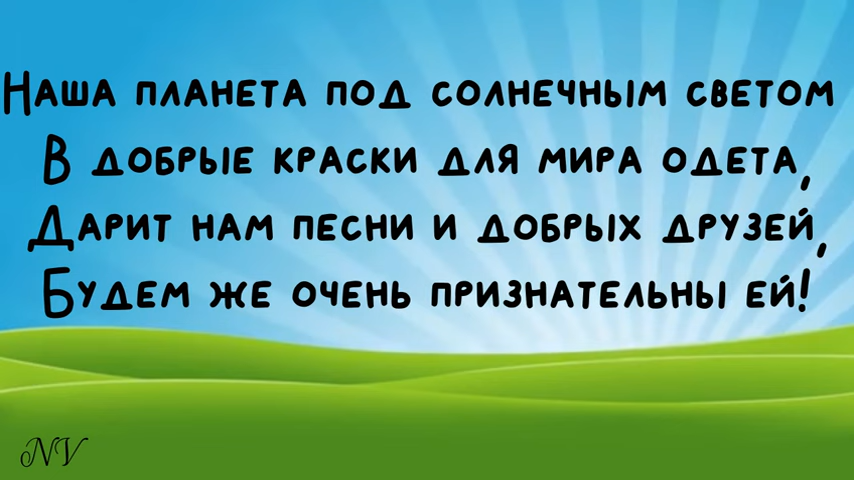 Наша планета под солнечным светом
В добрые краски для мира одета,
Дарит нам песни и добрых друзей,
Будем же очень признательны ей!
NV